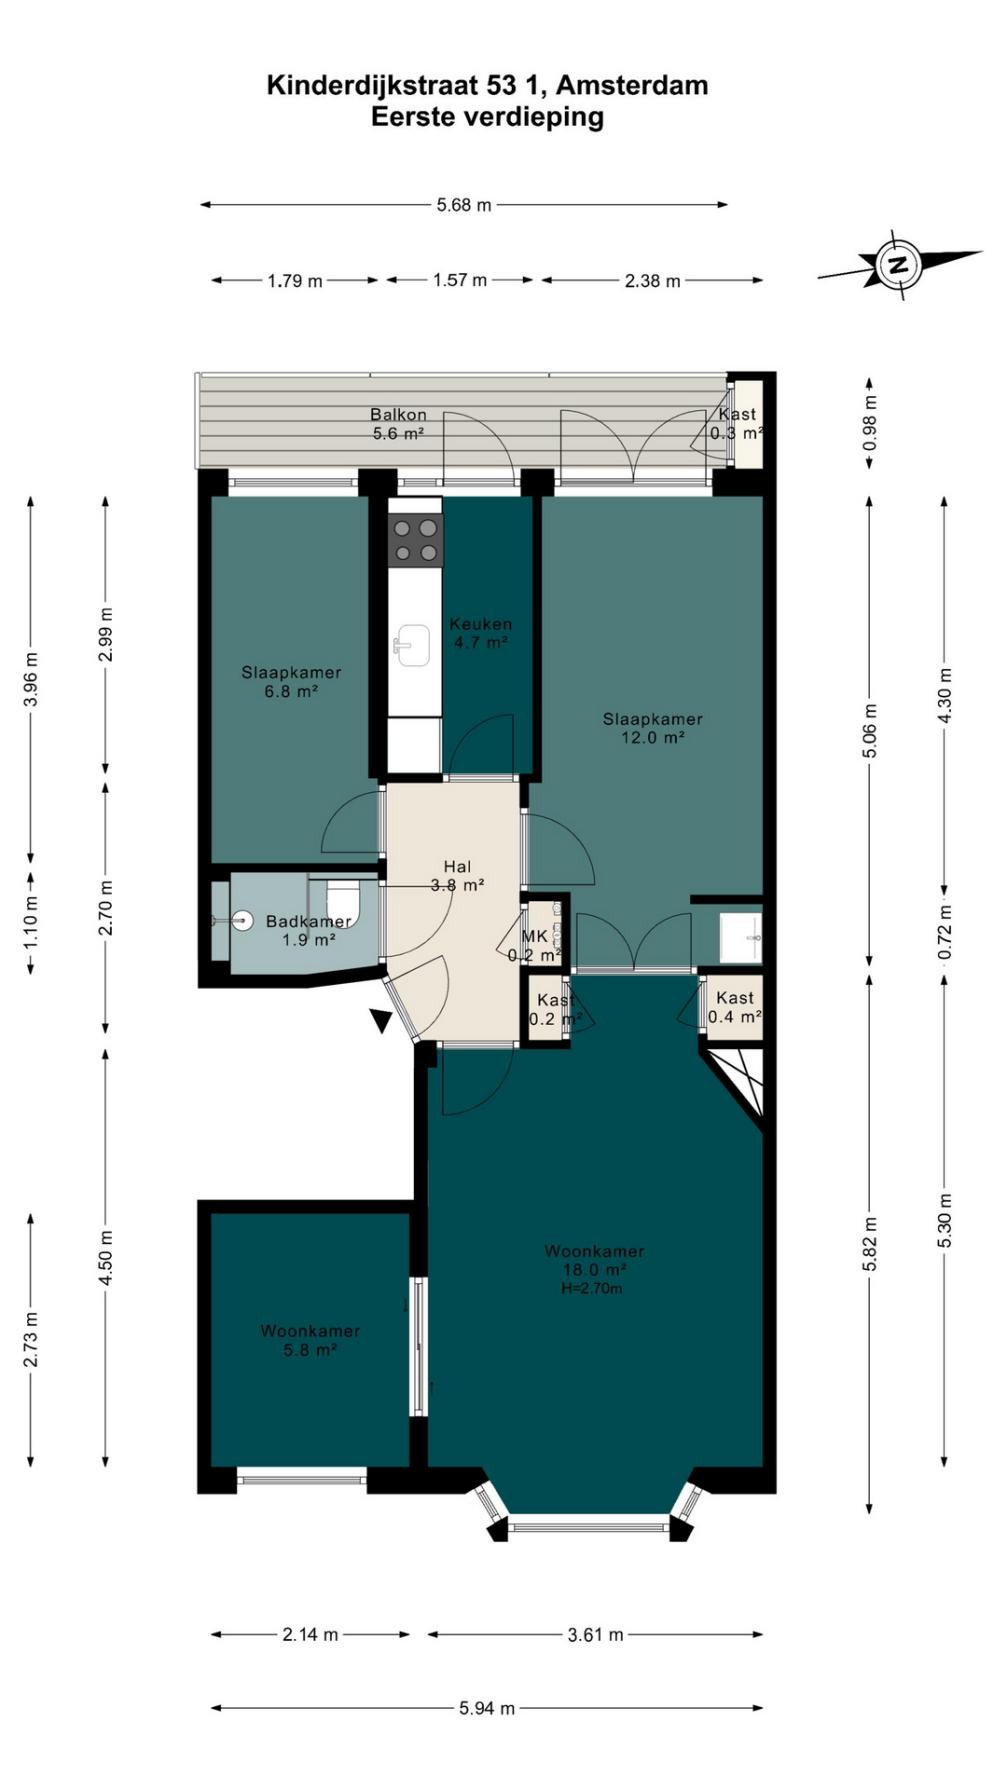 Kinderdijkstraat 53 1, Amsterdam
Eerste verdieping
5.68 m
1.79 m
1.57 m
2.38 m
N
Balkon
5.6 m²
Kast
0.3 m²
0.98 m
3.96 m
2.99 m
Keuken
4.7 m²
Slaapkamer
6.8 m²
Slaapkamer
12.0 m²
5.06 m
4.30 m
Hal
3.8 m²
1.10 m
2.70 m
Badkamer
1.9 m²
MK
0.2 m²
0.72 m
Kast
0.2 m²
Kast
0.4 m²
Woonkamer
18.0 m²
H=2.70m
4.50 m
5.82 m
5.30 m
2.73 m
Woonkamer
5.8 m²
2.14 m
3.61 m
5.94 m